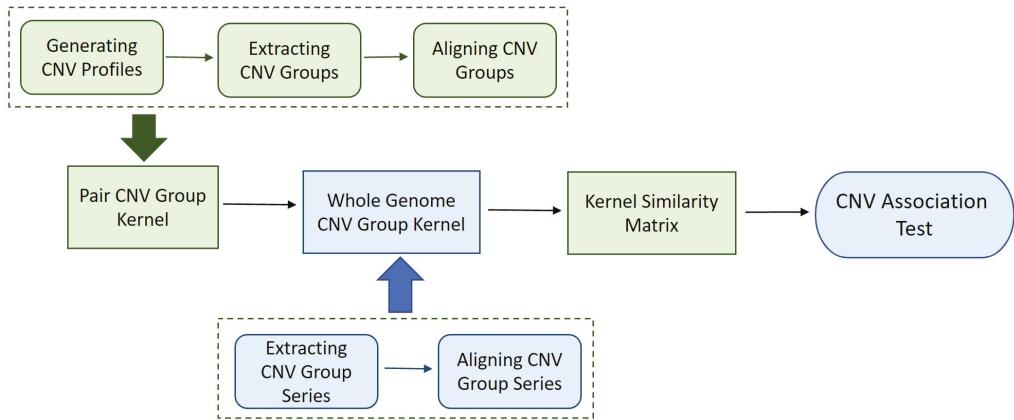 Generating
CNV Profiles
Extracting
CNV Groups
Aligning CNV
Groups
Pair CNV Group
Kernel
Whole Genome
CNV Group Kernel
Kernel Similarity
Matrix
CNV Association
Test
Extracting
CNV Group
Series
Aligning CNV
Group Series